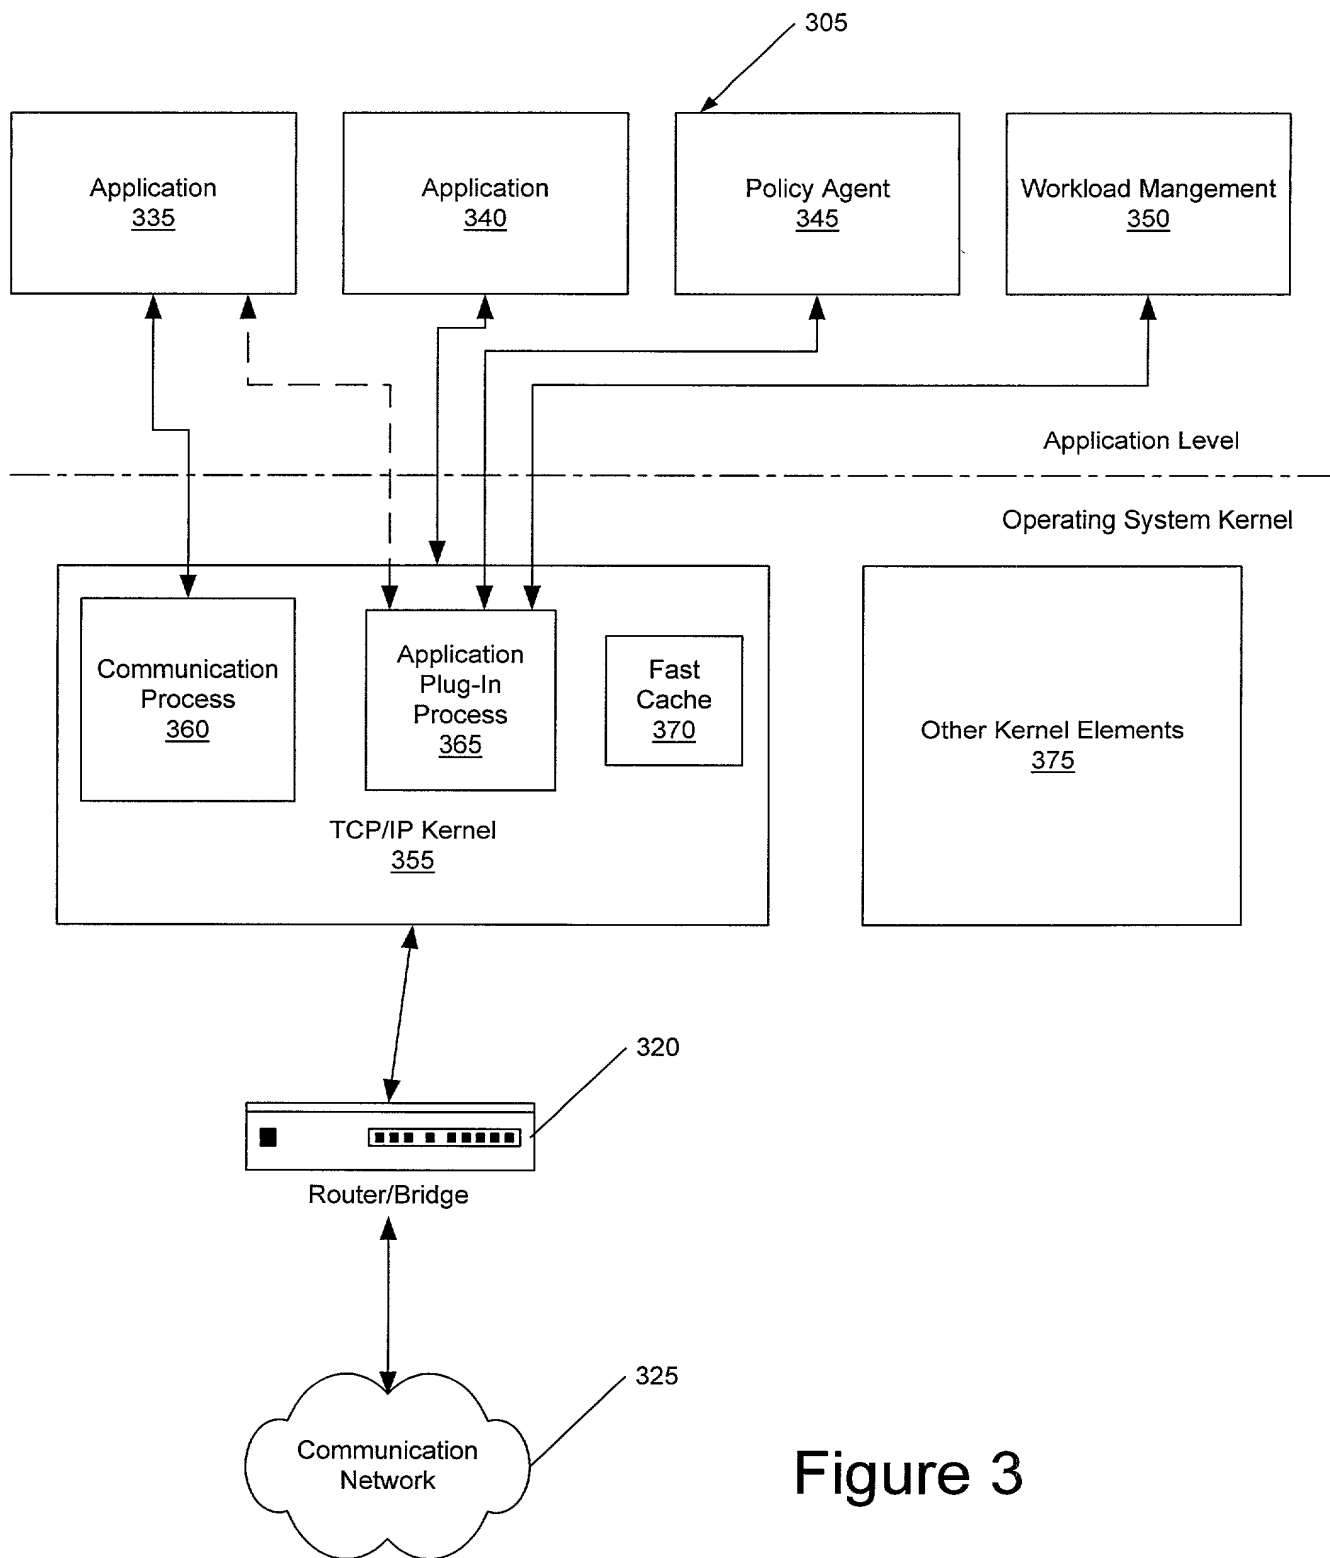 305
Application
335
Application
340
Policy Agent
345
Workload Mangement
350
Application Level
Operating System Kernel
Communication
Process
360
Application
Plug-In
Process
365
Fast
Cache
370
Other Kernel Elements
375
TCP/IP Kernel
355
320
Router/Bridge
325
Communication
Network
Figure 3